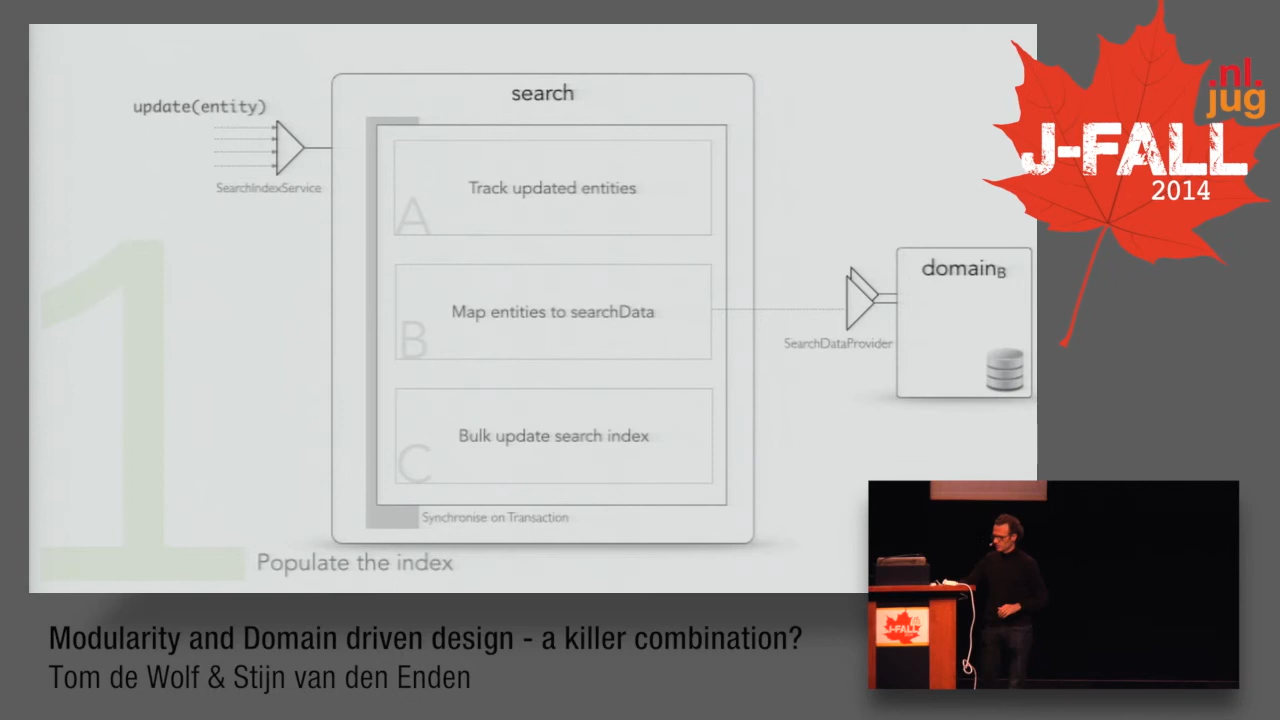 update(entity)
SearchIndexService
search
A
Track updated entities
B
Map entities to searchData
C
Bulk update search index
Synchronise on Transaction
SearchDataProvider
domainB
1
Populate the index
.nl.
jug
J-FALL
2014
J-FALL
Modularity and Domain driven design - a killer combination?
Tom de Wolf & Stijn van den Enden